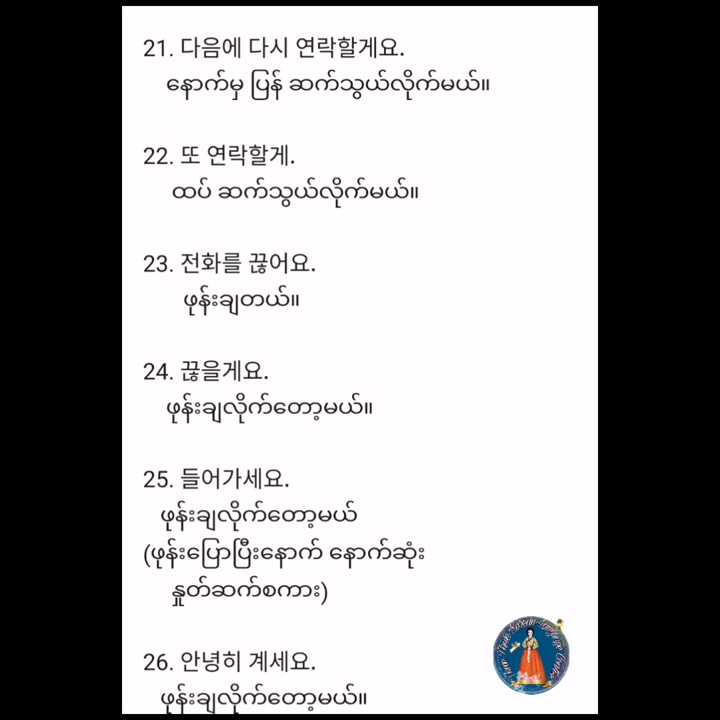 21. 다음에 다시 연락할게요.
နောက်မှ ပြန် ဆက်သွယ်လိုက်မယ်။
22. 또 연락할게.
ထပ် ဆက်သွယ်လိုက်မယ်။
23. 전화를 끊어요.
ဖုန်းချတယ်။
24. 끊을게요.
ဖုန်းချလိုက်တော့မယ်။
25. 들어가세요.
ဖုန်းချလိုက်တော့မယ်
(ဖုန်းပြောပြီးနောက် နောက်ဆုံး
နှုတ်ဆက်စကား)
26. 안녕히 계세요.
ဖုန်းချလိုက်တော့မယ်။
Korean Language